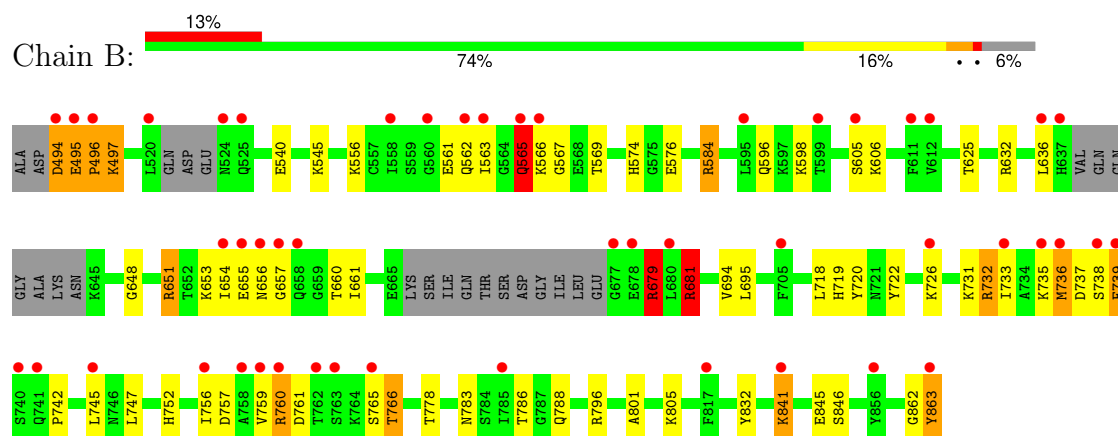 13%
Chain B:
74% 16% • • 6%
ALA ASP D494 E495 P496 K497 L520 GLN ASP GLU N524 Q525 E540 K545 K556 C557 I558 S559 G560 E561 Q562 I563 G564 Q565 K566 G567 E568 T569 H574 G575 E576 R584 L595 Q596 K597 K598 T599 S605 K606 F611 V612 T625 R632 L636 H637 VAL GLN GLN
GLY ALA LYS ASN K645 G648 R651 T652 K653 I654 E655 N656 G657 Q658 G659 T660 I661 E665 LYS SER ILE GLN THR SER ASP GLY ILE LEU GLU G677 E678 R679 L680 R681 V694 L695 F705 L718 H719 Y720 N721 Y722 K726 K731 R732 I733 A734 K735 M736 D737 S738
S740 Q741 P742 L745 N746 L747 H752 I756 D757 A758 V759 R760 D761 T762 S763 K764 S765 T766 T778 N783 S784 I785 T786 G787 Q788 R796 A801 K805 F817 Y832 K841 E845 S846 Y856 G862 Y863